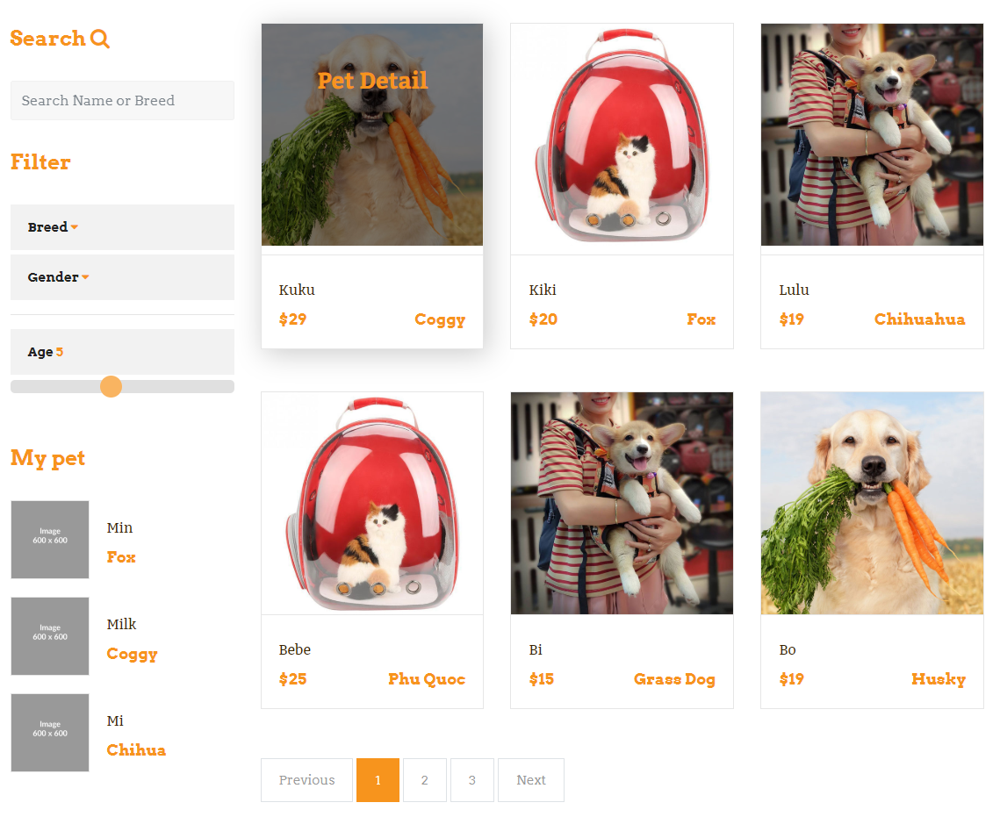 Search
Search Name or Breed
Filter
Breed
Gender
Age 5
My pet
Image
600 x 600
Min
Fox
Image
600 x 600
Milk
Coggy
Image
600 x 600
Mi
Chihua
Pet Detail
Kuku
$29 Coggy
Kiki
$20 Fox
Lulu
$19 Chihuahua
Bebe
$25 Phu Quoc
Bi
$15 Grass Dog
Bo
$19 Husky
Previous 1 2 3 Next